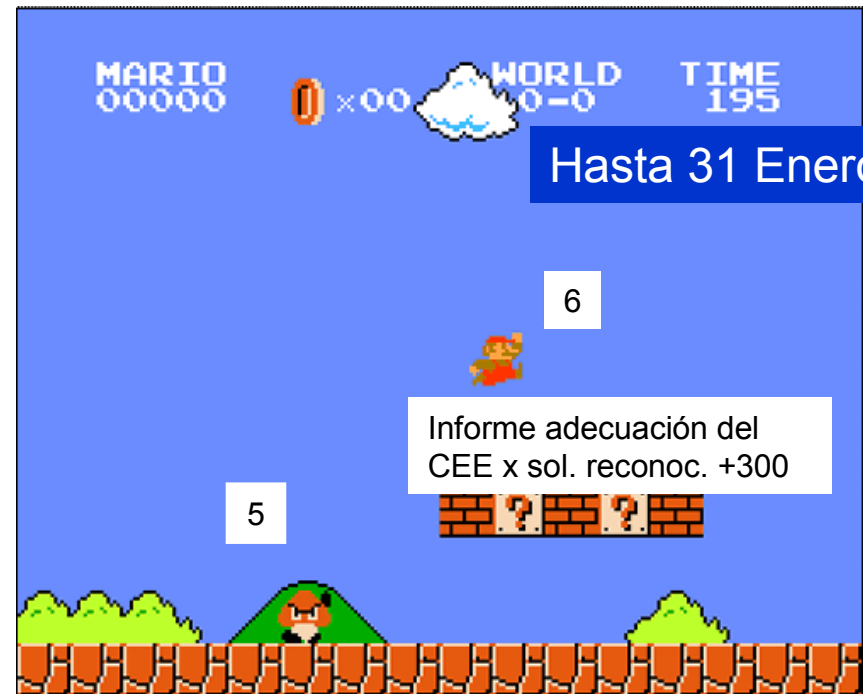 MARIO WORLD TIME
00000 ×00 0-0 195
Hasta 31 Enero
6
Informe adecuación del
CEE x sol. reconoc. +300
5
? ?